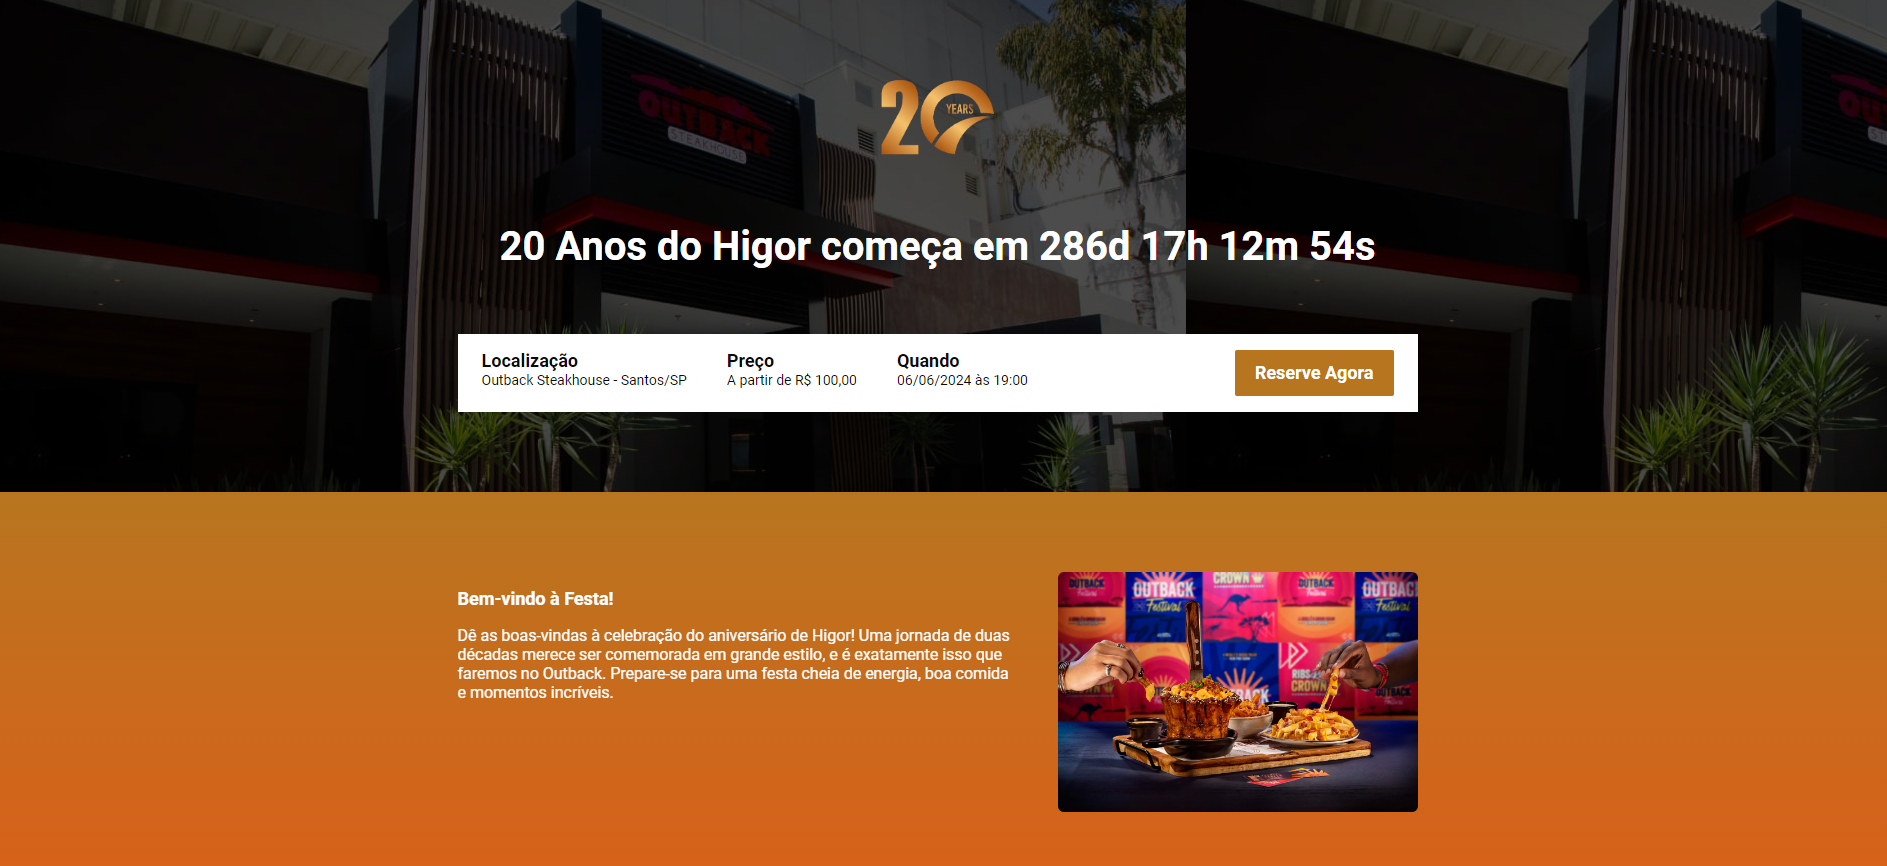 OUTBACK
STEAKHOUSE
20
YEARS
20 Anos do Higor começa em 286d 17h 12m 54s
Localização
Outback Steakhouse - Santos/SP
Preço
A partir de R$ 100,00
Quando
06/06/2024 às 19:00
Reserve Agora
Bem-vindo à Festa!
Dê as boas-vindas à celebração do aniversário de Higor! Uma jornada de duas
décadas merece ser comemorada em grande estilo, e é exatamente isso que
faremos no Outback. Prepare-se para uma festa cheia de energia, boa comida
e momentos incríveis.
OUTBACK
OUTBACK
Festival
CROWN
OUTBACK
OUTBACK
Festival
RIBS
CROWN
OUTBACK